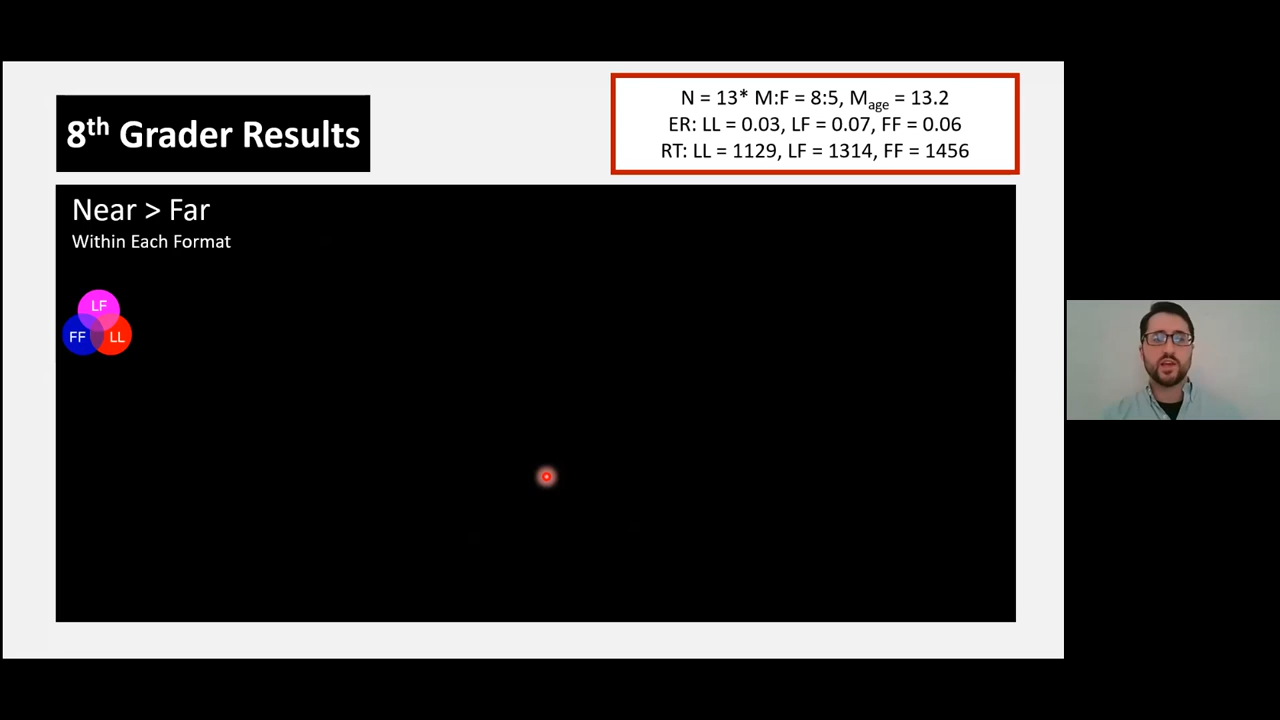 8th Grader Results
N = 13* M:F = 8:5, Mage = 13.2
ER: LL = 0.03, LF = 0.07, FF = 0.06
RT: LL = 1129, LF = 1314, FF = 1456
Near > Far
Within Each Format
LF
FF LL